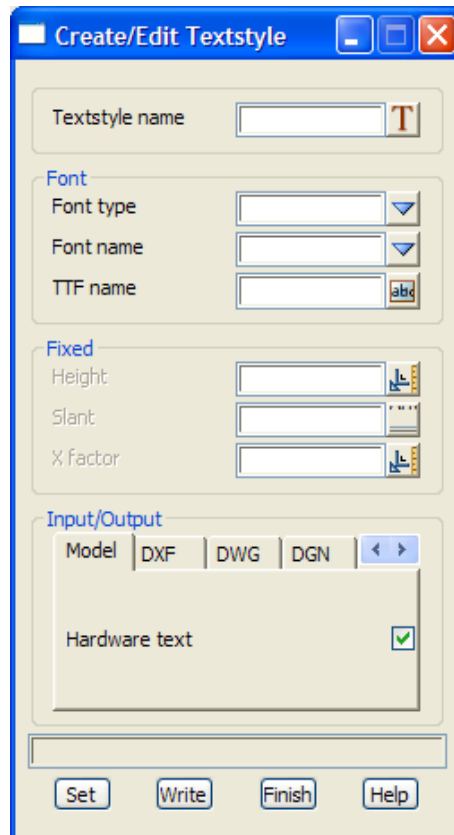 Create/Edit Textstyle
Textstyle name T
Font
Font type
Font name
TTF name abc
Fixed
Height
Slant
X factor
Input/Output
Model DXF DWG DGN
Hardware text
Set Write Finish Help